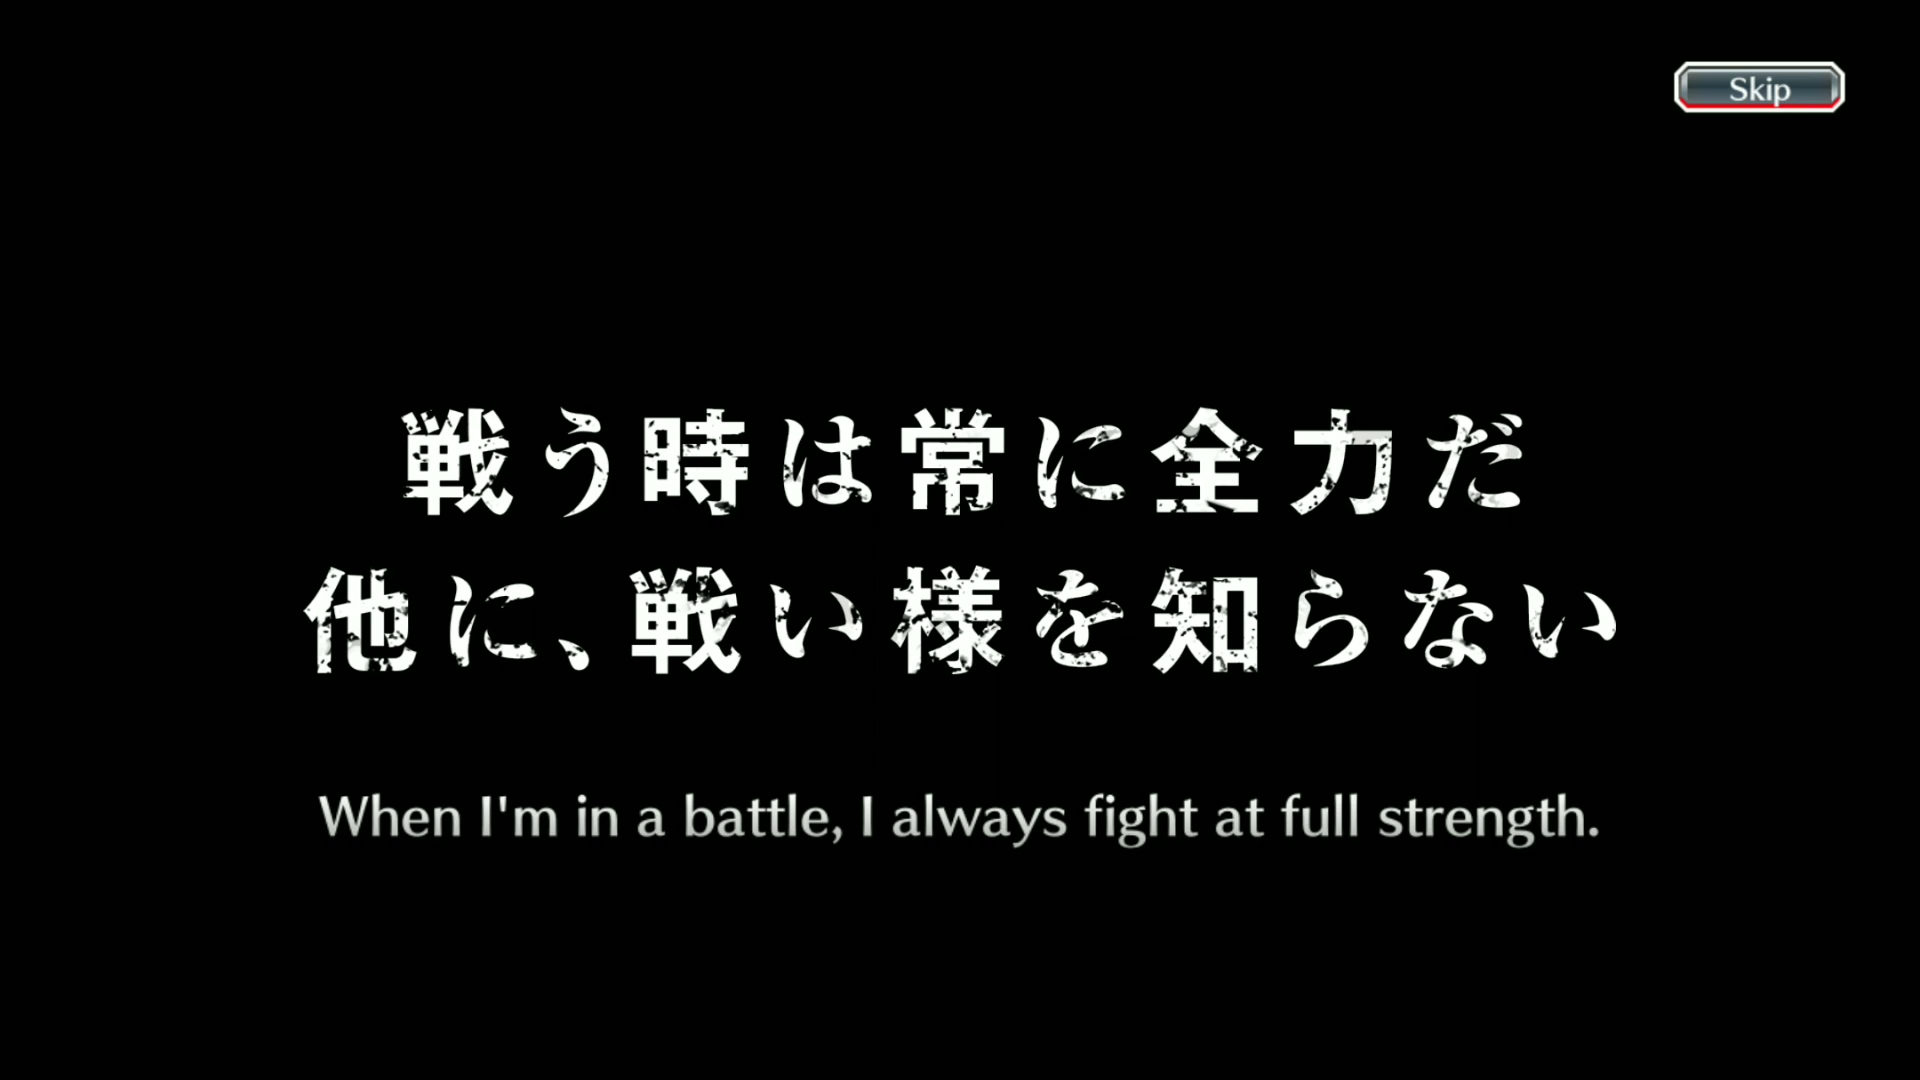 Skip
戦う時は常に全力だ
他に、戦い様を知らない
When I'm in a battle, I always fight at full strength.